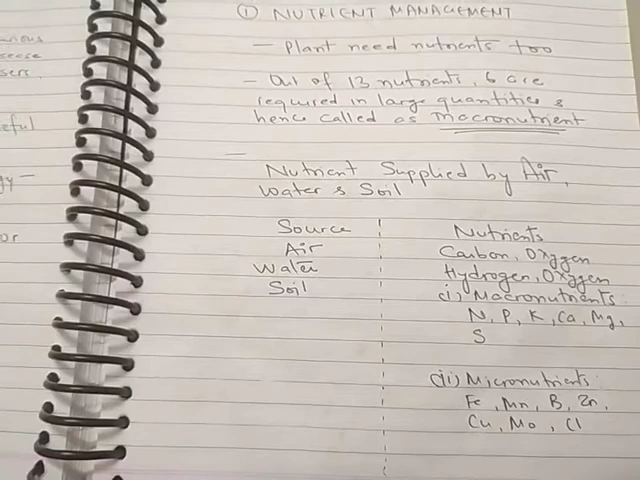 ① NUTRIENT MANAGEMENT
- Plant need nutrients too
- Out of 13 nutrients, 6 are
required in large quantities &
hence called as macronutrient
- Nutrient Supplied by Air,
Water & Soil
Source Nutrients
Air Carbon, Oxygen
Water Hydrogen, Oxygen
Soil (i) Macronutrients:
N, P, K, Ca, Mg,
S
(ii) Micronutrients:
Fe, Mn, B, Zn,
Cu, Mo, Cl